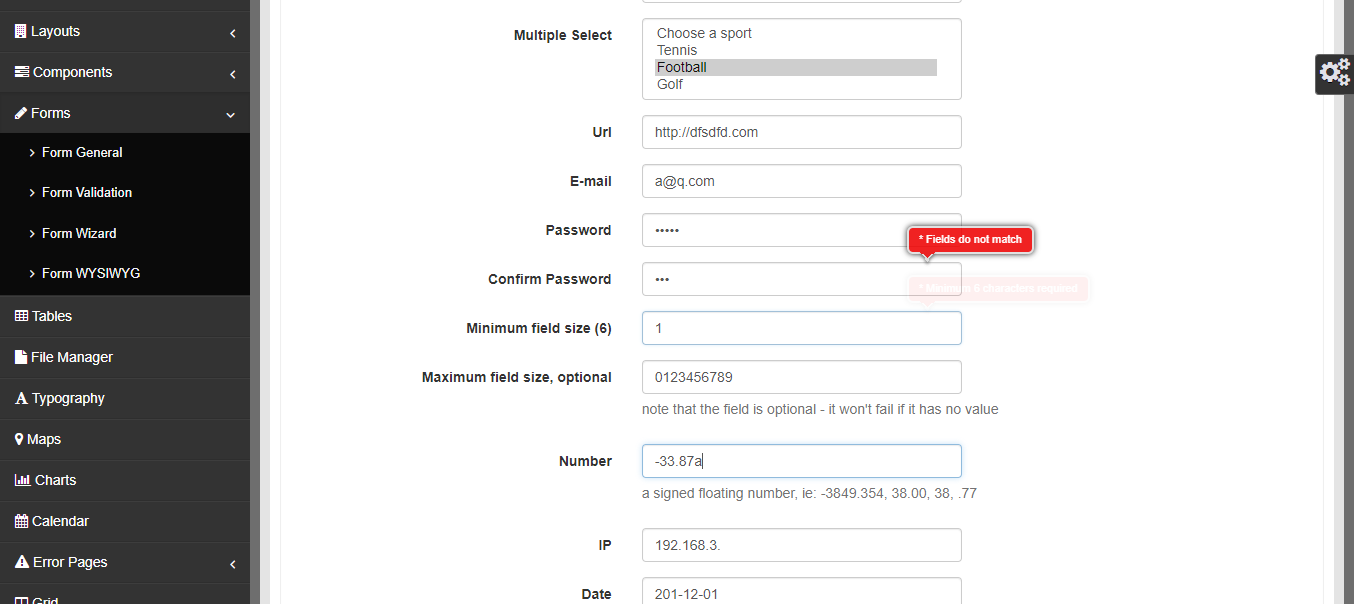 Layouts
Components
Forms
Form General
Form Validation
Form Wizard
Form WYSIWYG
Tables
File Manager
Typography
Maps
Charts
Calendar
Error Pages
Grid
Multiple Select
Choose a sport
Tennis
Football
Golf
Url
http://dfsdfd.com
E-mail
a@q.com
Password
•••••
* Fields do not match
Confirm Password
•••
* Minimum 6 characters required
Minimum field size (6)
1
Maximum field size, optional
0123456789
note that the field is optional - it won't fail if it has no value
Number
-33.87a
a signed floating number, ie: -3849.354, 38.00, 38, .77
IP
192.168.3.
Date
201-12-01